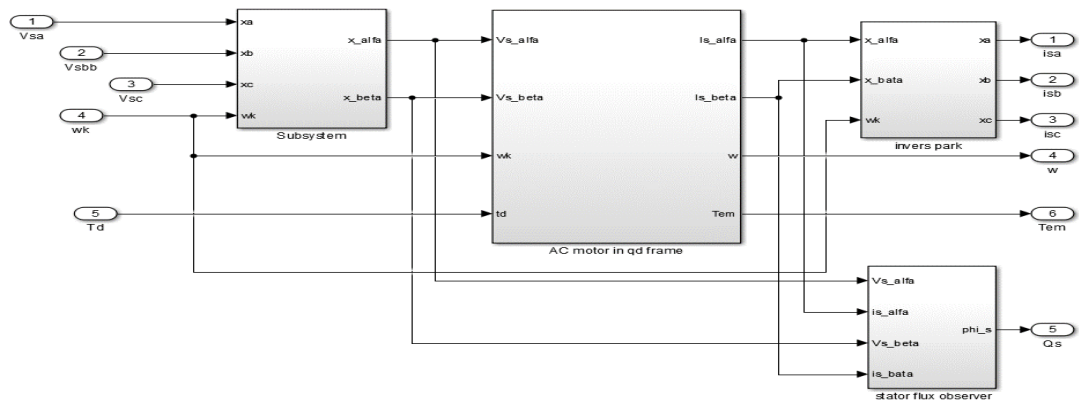 1
Vsa
2
Vsbb
3
Vsc
4
wk
5
Td
xa
xb
xc
wk
x_alfa
x_beta
Subsystem
Vs_alfa
Vs_beta
wk
td
Is_alfa
Is_beta
w
Tem
AC motor in qd frame
x_alfa
x_bata
wk
xa
xb
xc
invers park
1
isa
2
isb
3
isc
4
w
6
Tem
Vs_alfa
is_alfa
Vs_beta
is_bata
phi_s
stator flux observer
5
Qs